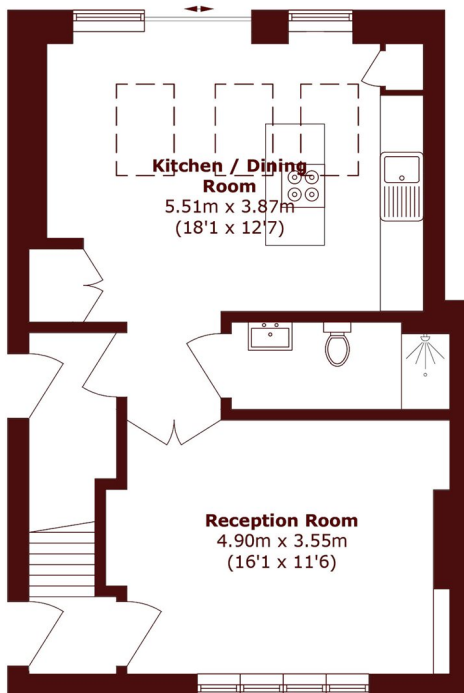 Kitchen / Dining
Room
5.51m x 3.87m
(18'1 x 12'7)
Reception Room
4.90m x 3.55m
(16'1 x 11'6)